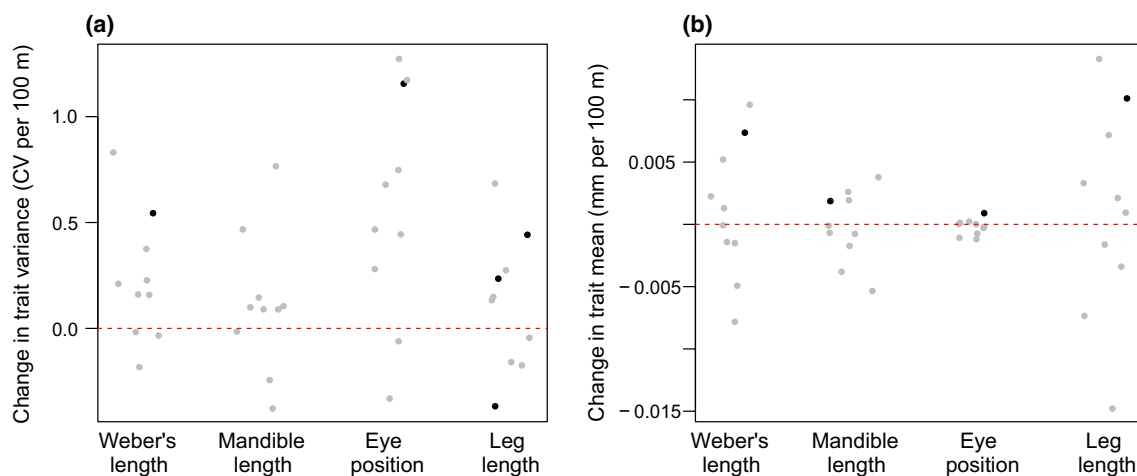 (a)
Change in trait variance (CV per 100 m)
1.0
0.5
0.0
Weber's
length
Mandible
length
Eye
position
Leg
length
(b)
Change in trait mean (mm per 100 m)
0.005
−0.005
−0.015
Weber's
length
Mandible
length
Eye
position
Leg
length